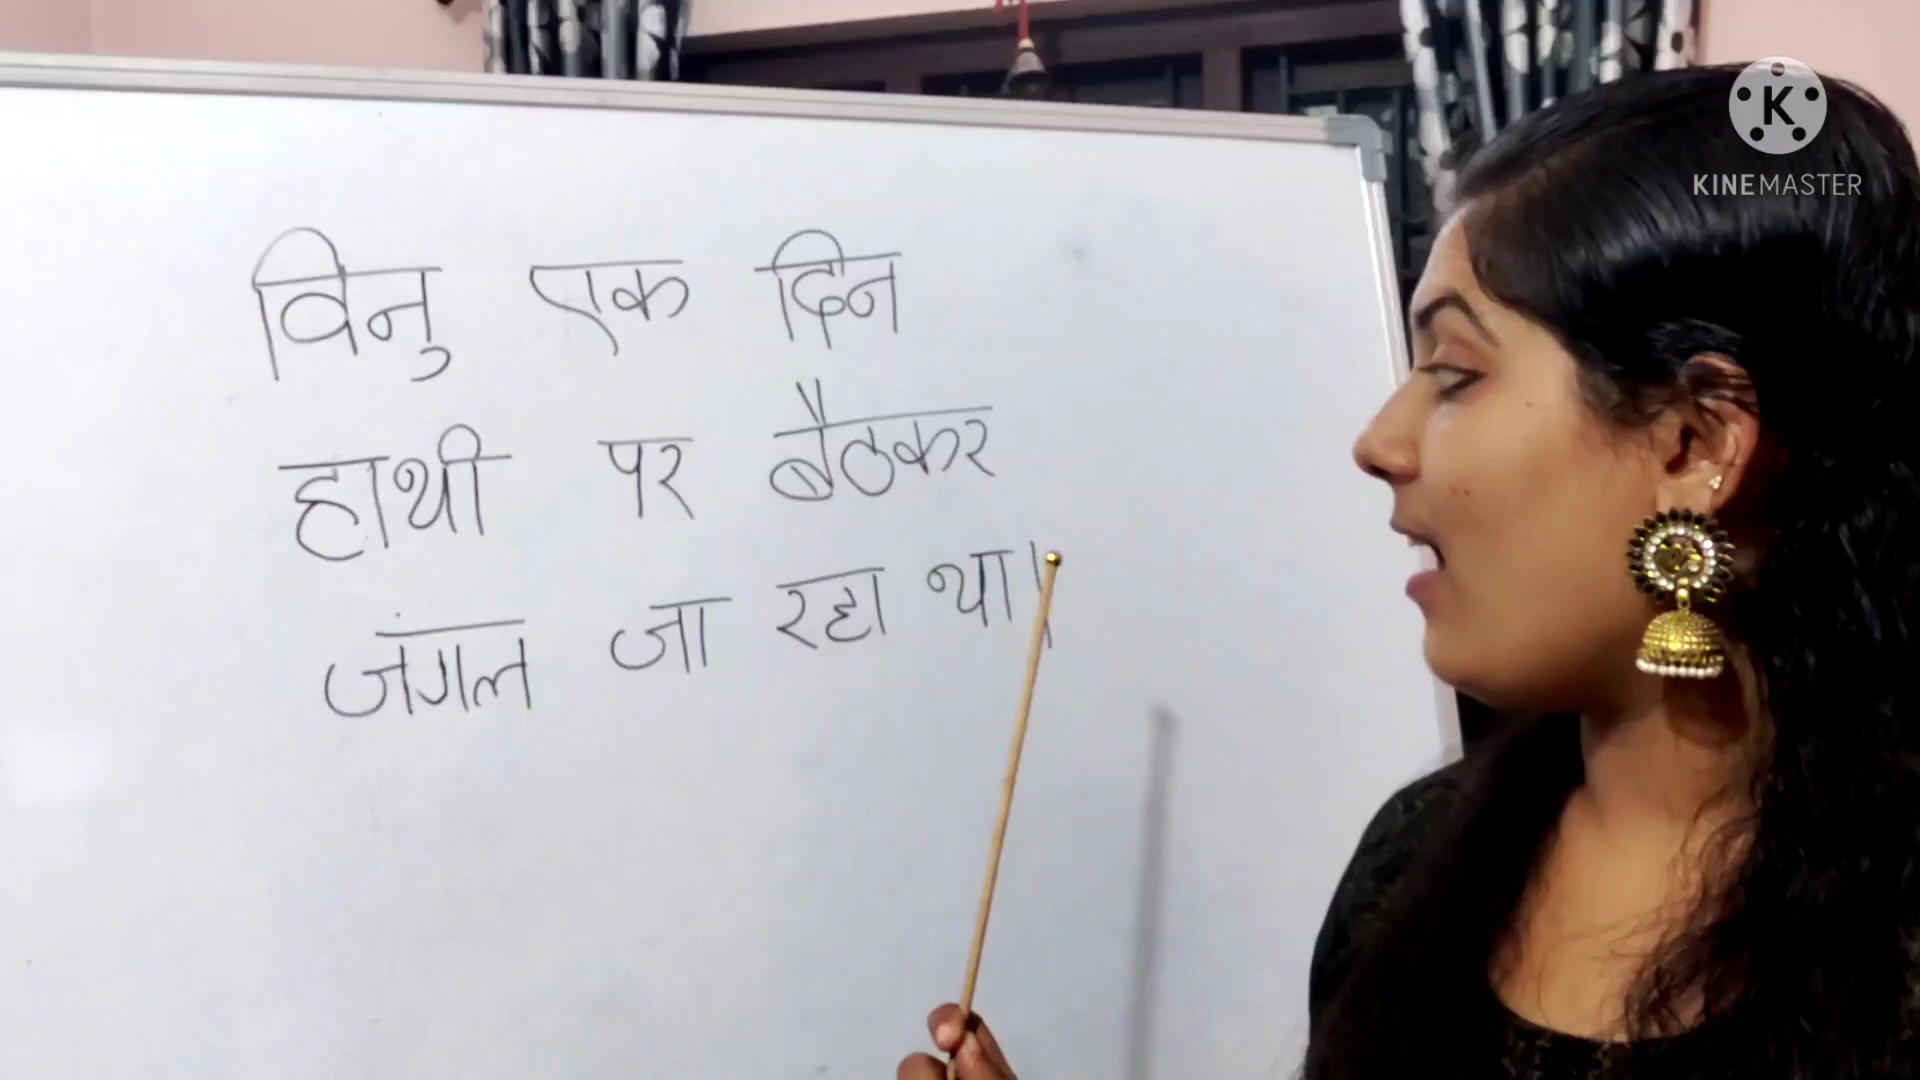 विनु एक दिन
हाथी पर बैठकर
जंगल जा रहा था।
K
KINEMASTER